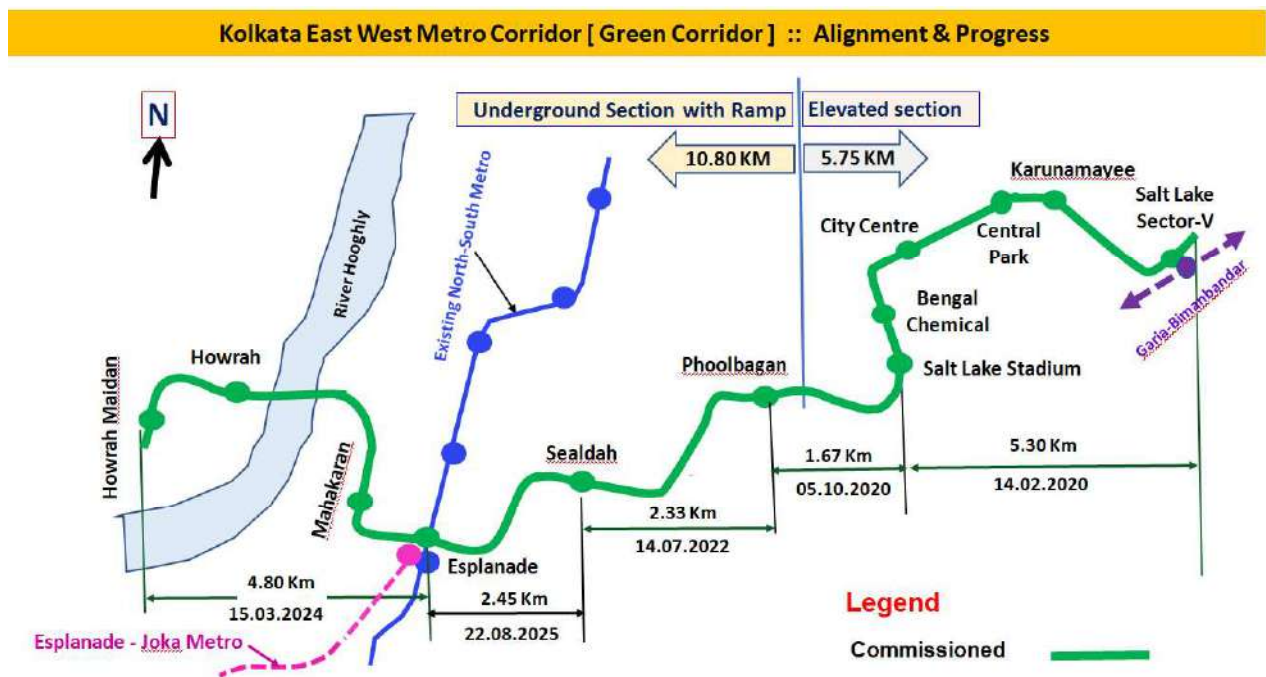 Kolkata East West Metro Corridor [ Green Corridor ] :: Alignment & Progress
N
Underground Section with Ramp
Elevated section
10.80 KM
5.75 KM
River Hooghly
Existing North-South Metro
Karunamayee
Salt Lake
Sector-V
City Centre
Central
Park
Garia-Bimanbandar
Bengal
Chemical
Howrah
Phoolbagan
Salt Lake Stadium
Howrah Maidan
Mahakaran
Sealdah
1.67 Km
05.10.2020
5.30 Km
14.02.2020
2.33 Km
14.07.2022
Esplanade
4.80 Km
15.03.2024
2.45 Km
22.08.2025
Esplanade - Joka Metro
Legend
Commissioned